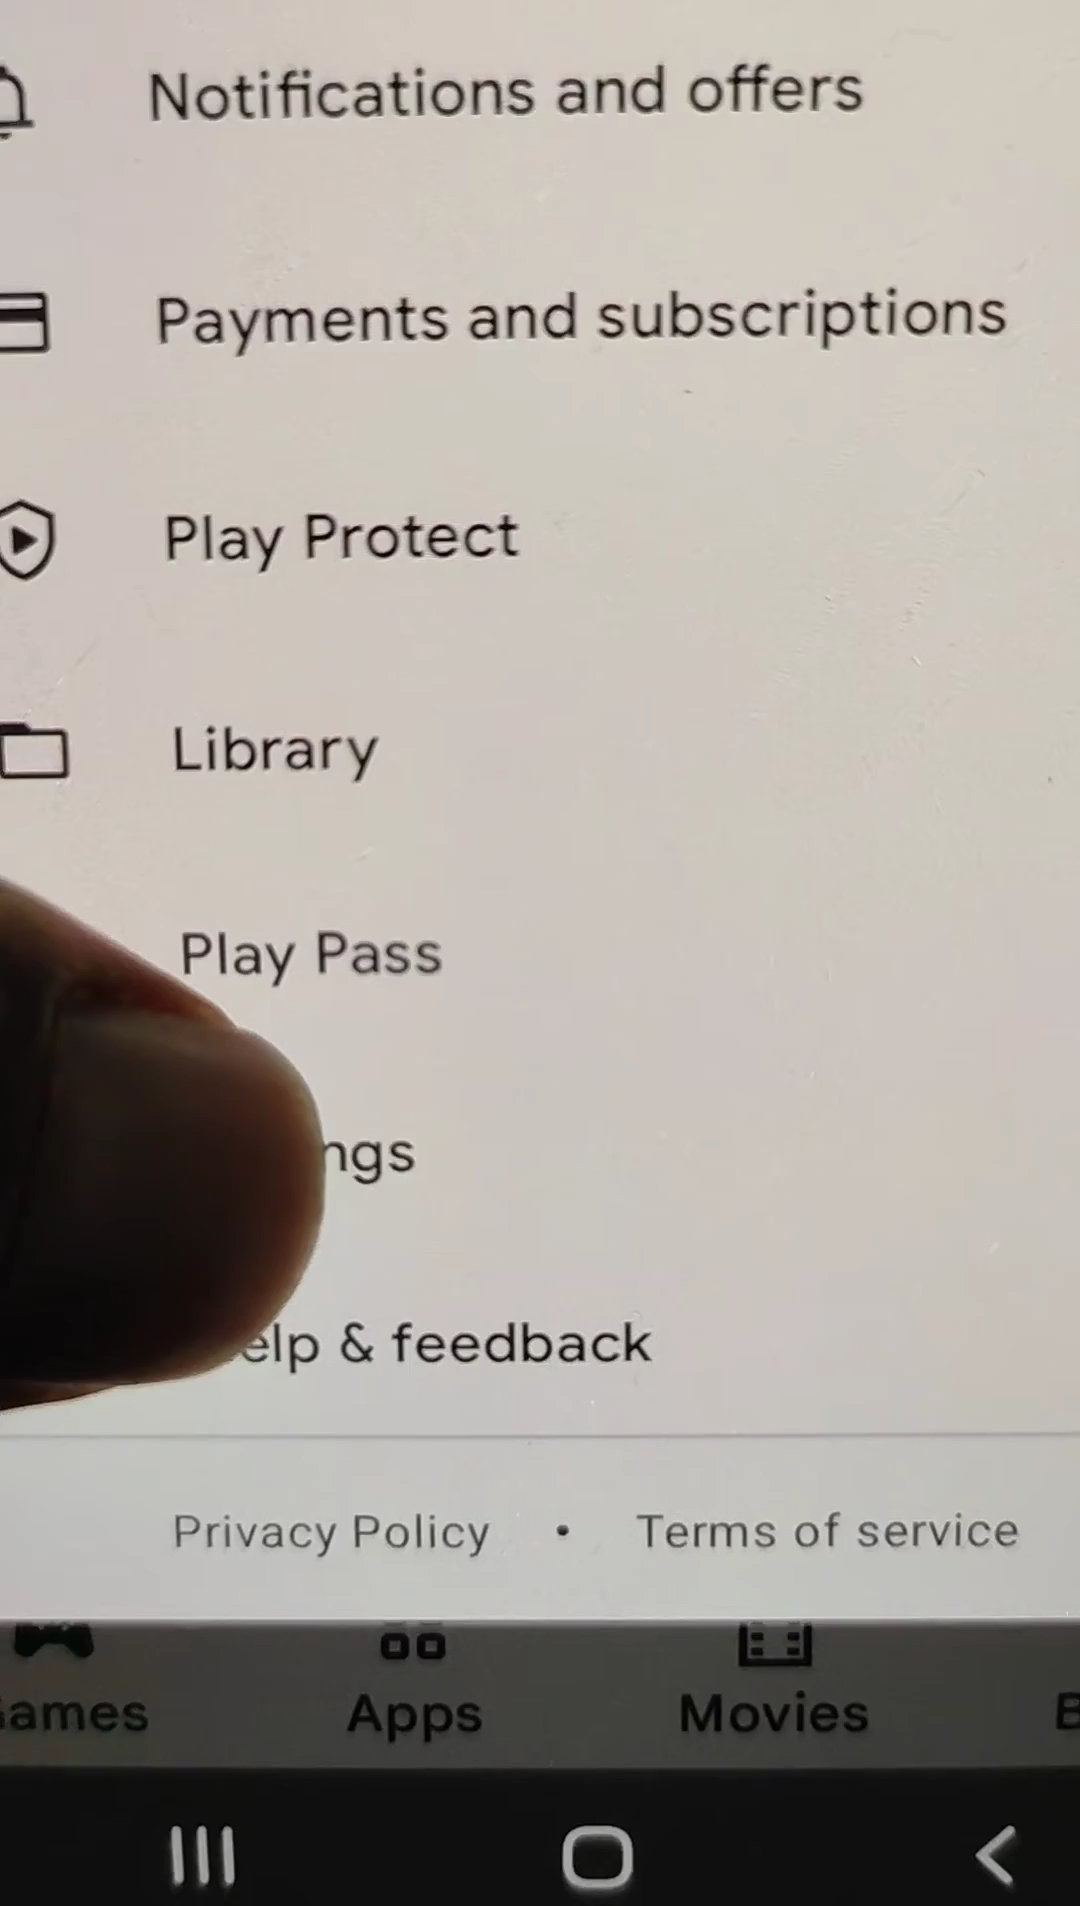 Notifications and offers
Payments and subscriptions
Play Protect
Library
Play Pass
ngs
elp & feedback
Privacy Policy • Terms of service
ames Apps Movies B